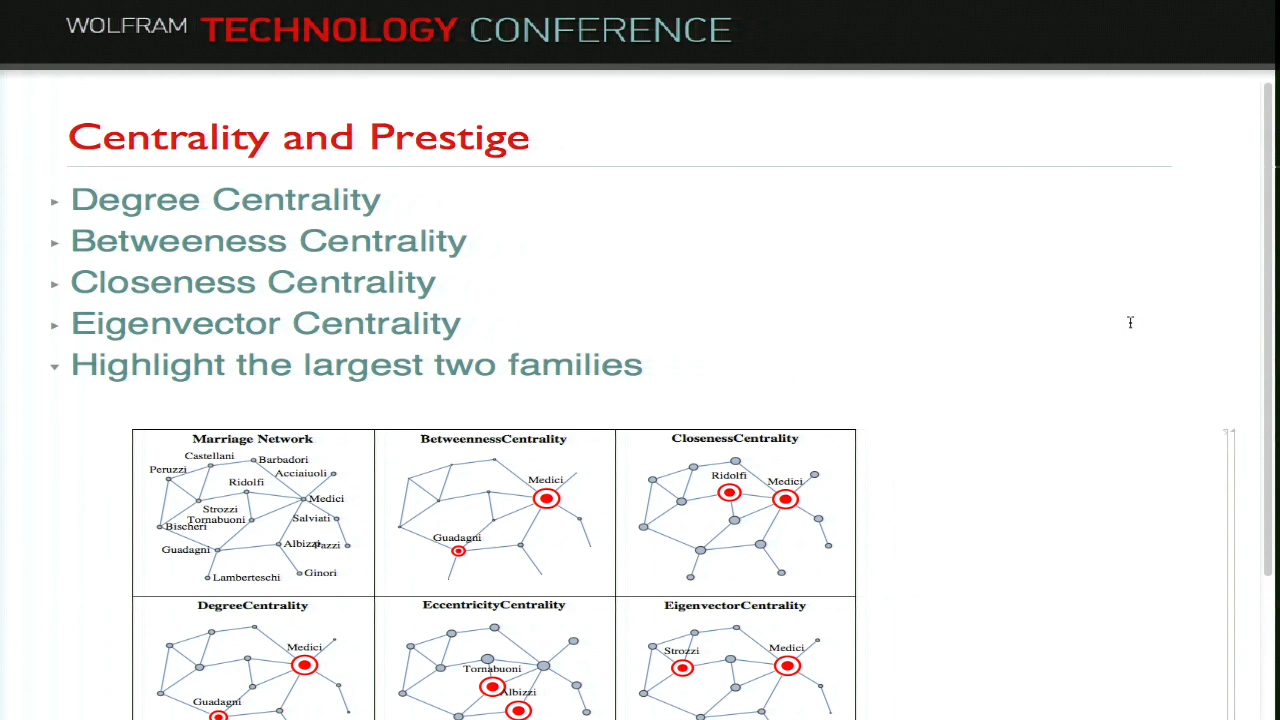 WOLFRAM TECHNOLOGY CONFERENCE
Centrality and Prestige
Degree Centrality
Betweeness Centrality
Closeness Centrality
Eigenvector Centrality
Highlight the largest two families
Marriage Network
Castellani
Barbadori
Peruzzi
Acciaiuoli
Ridolfi
Medici
Strozzi
Tornabuoni
Salviati
Bischeri
Guadagni
Albizzi
Pazzi
Lamberteschi
Ginori
BetweennessCentrality
Medici
Guadagni
ClosenessCentrality
Ridolfi
Medici
DegreeCentrality
Medici
Guadagni
EccentricityCentrality
Tornabuoni
Albizzi
EigenvectorCentrality
Strozzi
Medici